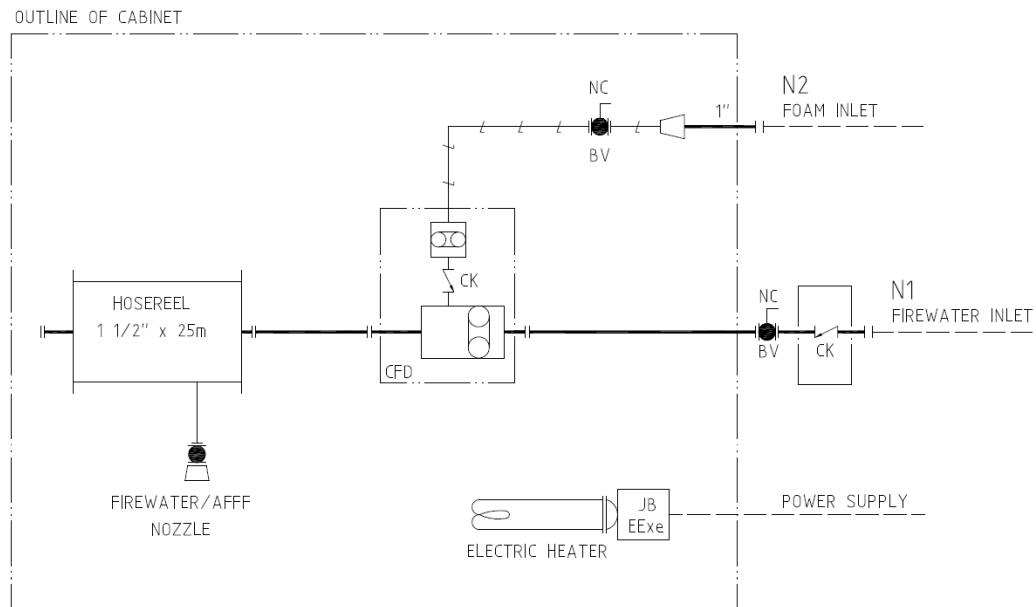 OUTLINE OF CABINET
NC
N2
1"
FOAM INLET
BV
CK
HOSEREEL
1 1/2" x 25m
NC
N1
FIREWATER INLET
BV
CK
CFD
FIREWATER/AFFF
NOZZLE
JB
EExe
POWER SUPPLY
ELECTRIC HEATER